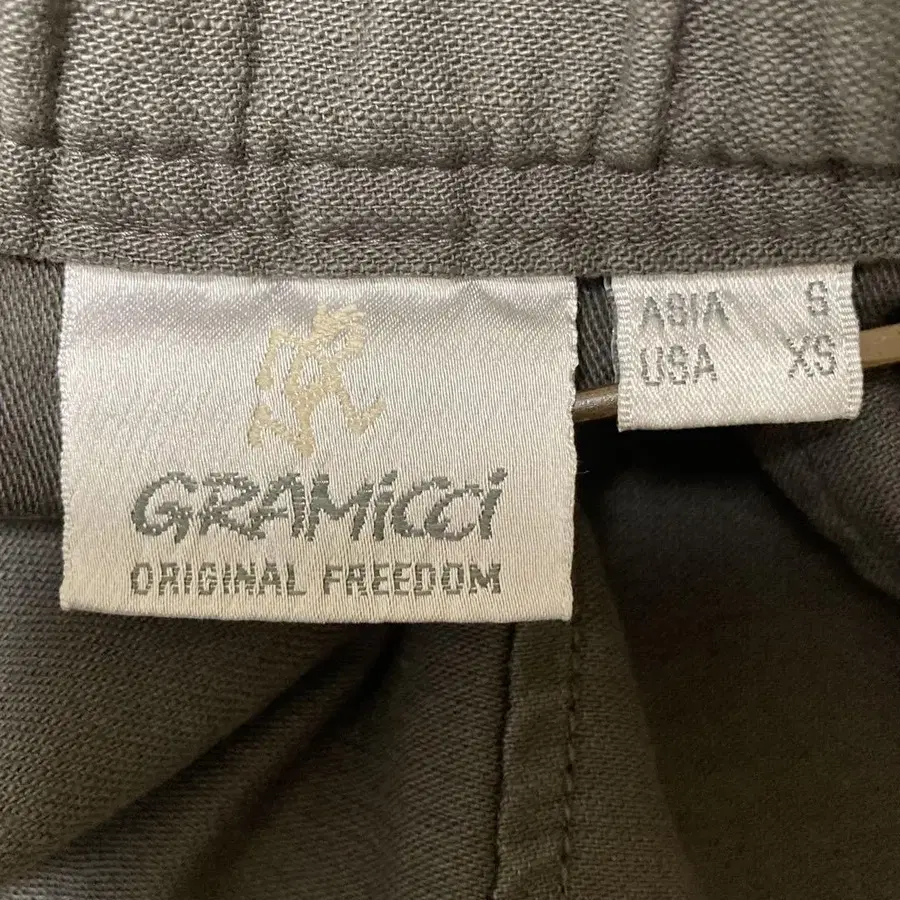 GRAMiCCi
ORIGINAL FREEDOM
ASIA S
USA XS